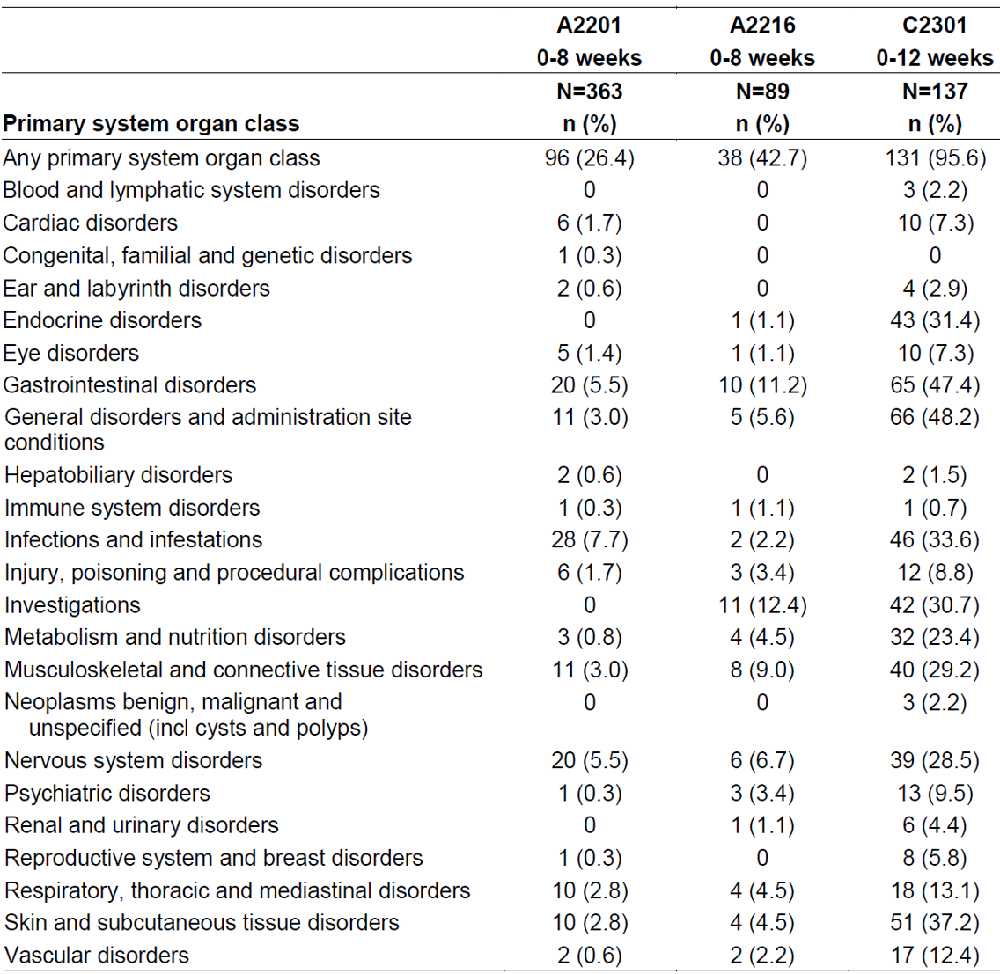 A2201 A2216 C2301
0-8 weeks 0-8 weeks 0-12 weeks
N=363 N=89 N=137
Primary system organ class n (%) n (%) n (%)
Any primary system organ class 96 (26.4) 38 (42.7) 131 (95.6)
Blood and lymphatic system disorders 0 0 3 (2.2)
Cardiac disorders 6 (1.7) 0 10 (7.3)
Congenital, familial and genetic disorders 1 (0.3) 0 0
Ear and labyrinth disorders 2 (0.6) 0 4 (2.9)
Endocrine disorders 0 1 (1.1) 43 (31.4)
Eye disorders 5 (1.4) 1 (1.1) 10 (7.3)
Gastrointestinal disorders 20 (5.5) 10 (11.2) 65 (47.4)
General disorders and administration site 11 (3.0) 5 (5.6) 66 (48.2)
conditions
Hepatobiliary disorders 2 (0.6) 0 2 (1.5)
Immune system disorders 1 (0.3) 1 (1.1) 1 (0.7)
Infections and infestations 28 (7.7) 2 (2.2) 46 (33.6)
Injury, poisoning and procedural complications 6 (1.7) 3 (3.4) 12 (8.8)
Investigations 0 11 (12.4) 42 (30.7)
Metabolism and nutrition disorders 3 (0.8) 4 (4.5) 32 (23.4)
Musculoskeletal and connective tissue disorders 11 (3.0) 8 (9.0) 40 (29.2)
Neoplasms benign, malignant and 0 0 3 (2.2)
unspecified (incl cysts and polyps)
Nervous system disorders 20 (5.5) 6 (6.7) 39 (28.5)
Psychiatric disorders 1 (0.3) 3 (3.4) 13 (9.5)
Renal and urinary disorders 0 1 (1.1) 6 (4.4)
Reproductive system and breast disorders 1 (0.3) 0 8 (5.8)
Respiratory, thoracic and mediastinal disorders 10 (2.8) 4 (4.5) 18 (13.1)
Skin and subcutaneous tissue disorders 10 (2.8) 4 (4.5) 51 (37.2)
Vascular disorders 2 (0.6) 2 (2.2) 17 (12.4)